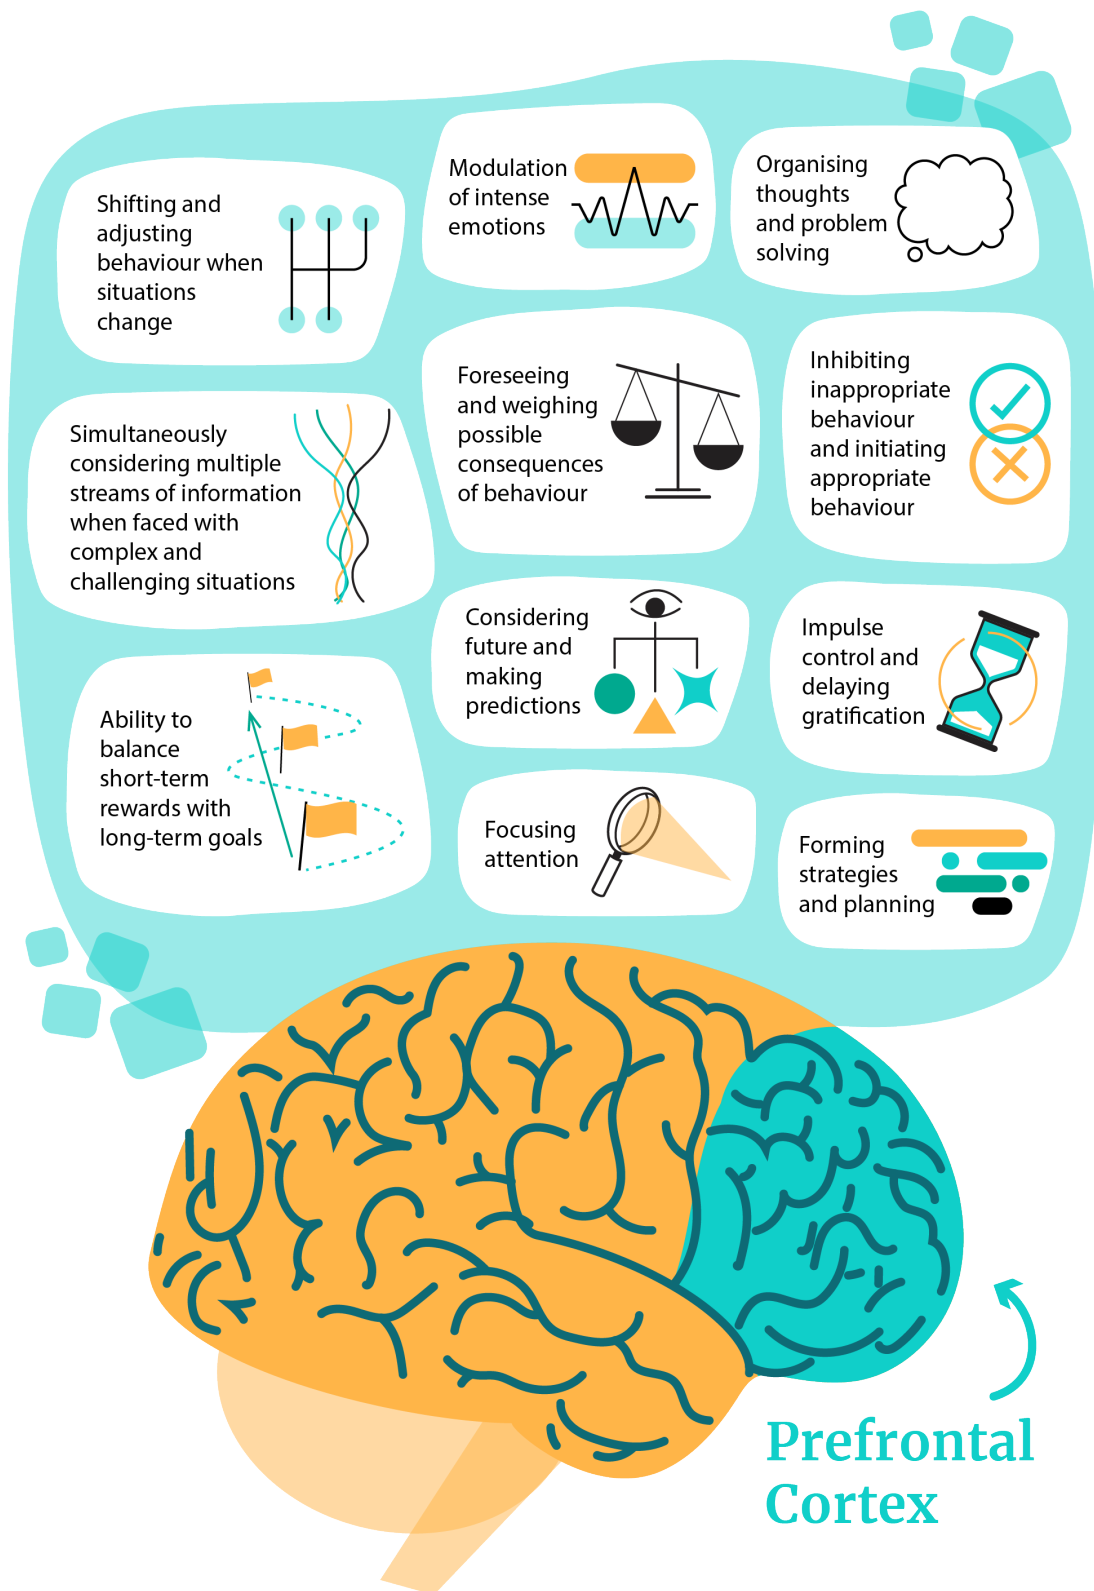 Shifting and
adjusting
behaviour when
situations
change
Modulation
of intense
emotions
Organising
thoughts
and problem
solving
Simultaneously
considering multiple
streams of information
when faced with
complex and
challenging situations
Foreseeing
and weighing
possible
consequences
of behaviour
Inhibiting
inappropriate
behaviour
and initiating
appropriate
behaviour
Considering
future and
making
predictions
Impulse
control and
delaying
gratification
Ability to
balance
short-term
rewards with
long-term goals
Focusing
attention
Forming
strategies
and planning
Prefrontal
Cortex